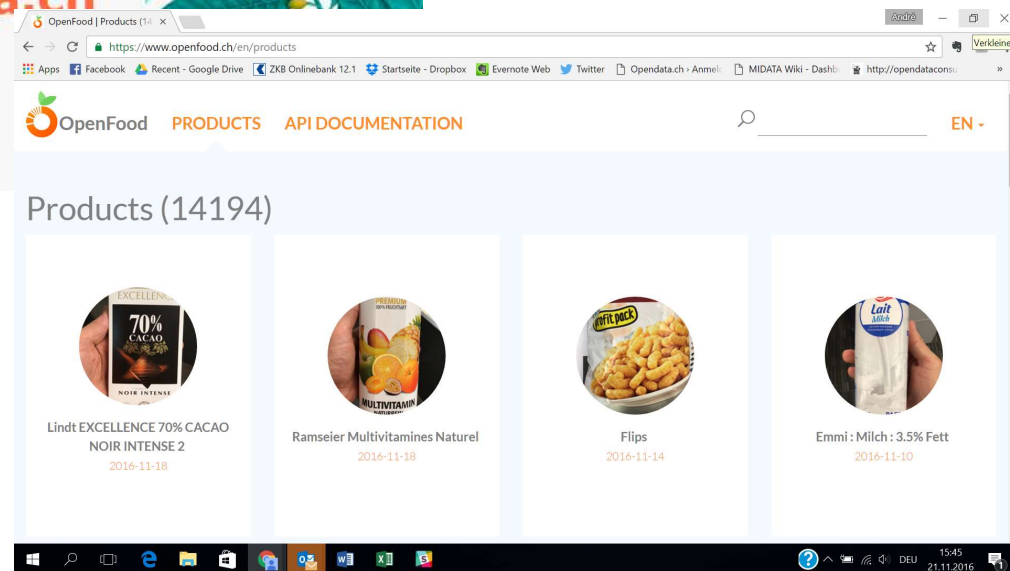 OpenFood | Products (14
André
https://www.openfood.ch/en/products
Verkleine
Apps Facebook Recent - Google Drive ZKB Onlinebank 12.1 Startseite - Dropbox Evernote Web Twitter Opendata.ch › Anmel MIDATA Wiki - Dashb http://opendataconsu »
OpenFood PRODUCTS API DOCUMENTATION EN
Products (14194)
EXCELLEN
70%
CACAO
NOIR INTENSE
PREMIUM
MULTIVITAMIN
NATURREIN
rofit pack
Lait
Milch
Lindt EXCELLENCE 70% CACAO
NOIR INTENSE 2
2016-11-18
Ramseier Multivitamines Naturel
2016-11-18
Flips
2016-11-14
Emmi : Milch : 3.5% Fett
2016-11-10
DEU
15:45
21.11.2016